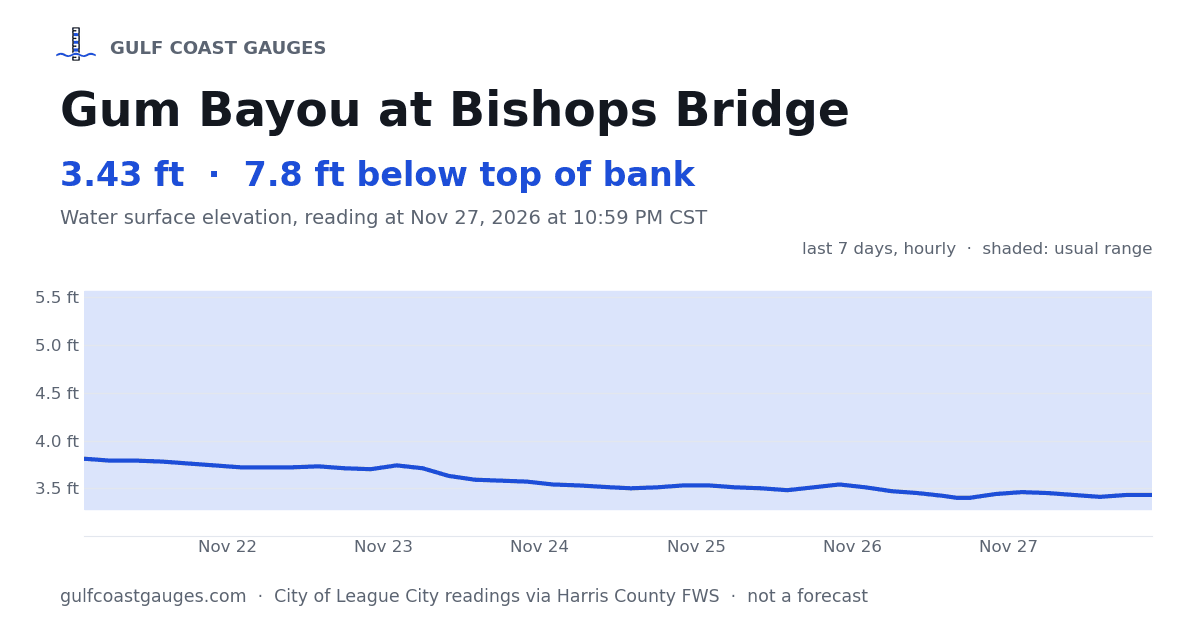 GULF COAST GAUGES
Gum Bayou at Bishops Bridge
3.43 ft · 7.8 ft below top of bank
Water surface elevation, reading at Nov 27, 2026 at 10:59 PM CST
last 7 days, hourly · shaded: usual range
5.5 ft
5.0 ft
4.5 ft
4.0 ft
3.5 ft
Nov 22 Nov 23 Nov 24 Nov 25 Nov 26 Nov 27
gulfcoastgauges.com · City of League City readings via Harris County FWS · not a forecast